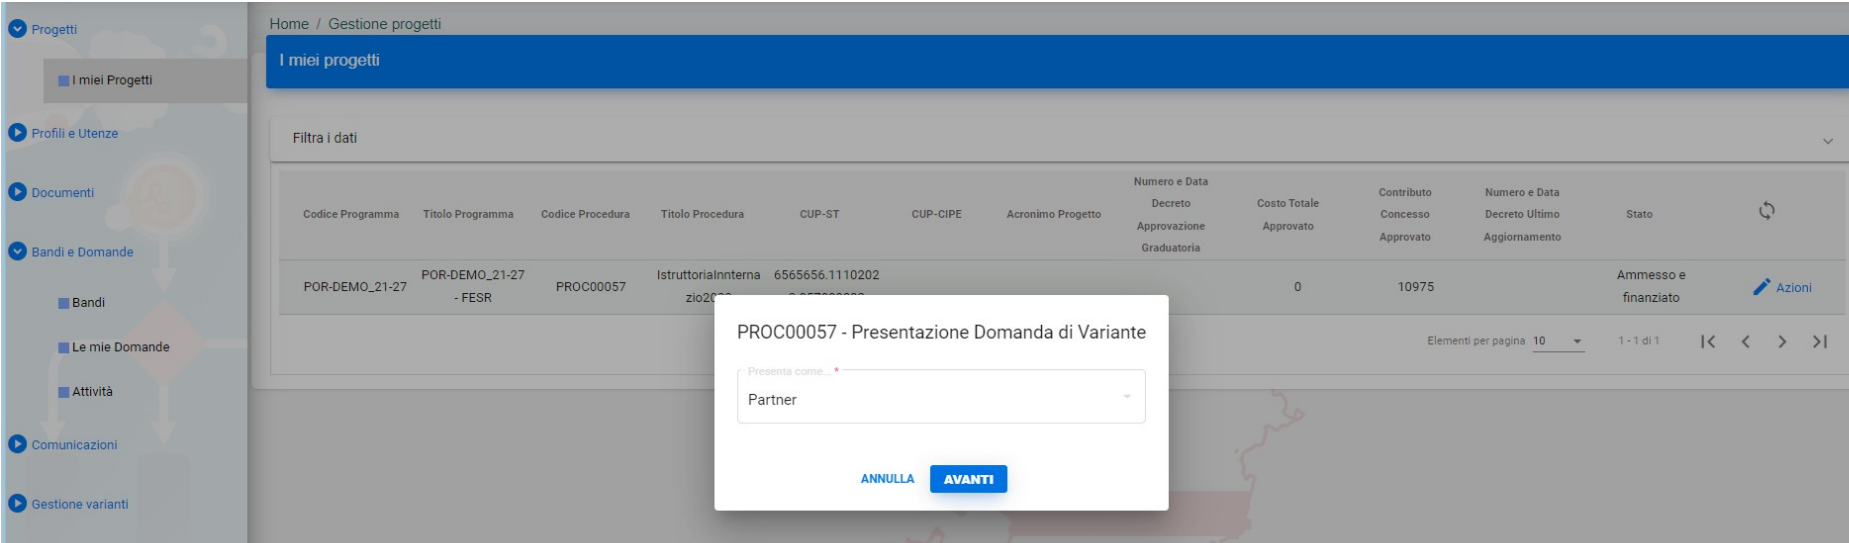 Progetti
I miei Progetti
Profili e Utenze
Documenti
Bandi e Domande
Bandi
Le mie Domande
Attività
Comunicazioni
Gestione varianti
Home / Gestione progetti
I miei progetti
Filtra i dati
Codice Programma
Titolo Programma
Codice Procedura
Titolo Procedura
CUP-ST
CUP-CIPE
Acronimo Progetto
Numero e Data
Decreto
Approvazione
Graduatoria
Costo Totale
Approvato
Contributo
Concesso
Approvato
Numero e Data
Decreto Ultimo
Aggiornamento
Stato
POR-DEMO_21-27
POR-DEMO_21-27
- FESR
PROC00057
IstruttoriaInnterna
6565656.1110202
0
10975
Ammesso e
finanziato
Azioni
Elementi per pagina 10
1 - 1 di 1
PROC00057 - Presentazione Domanda di Variante
Presenta come... *
Partner
ANNULLA
AVANTI